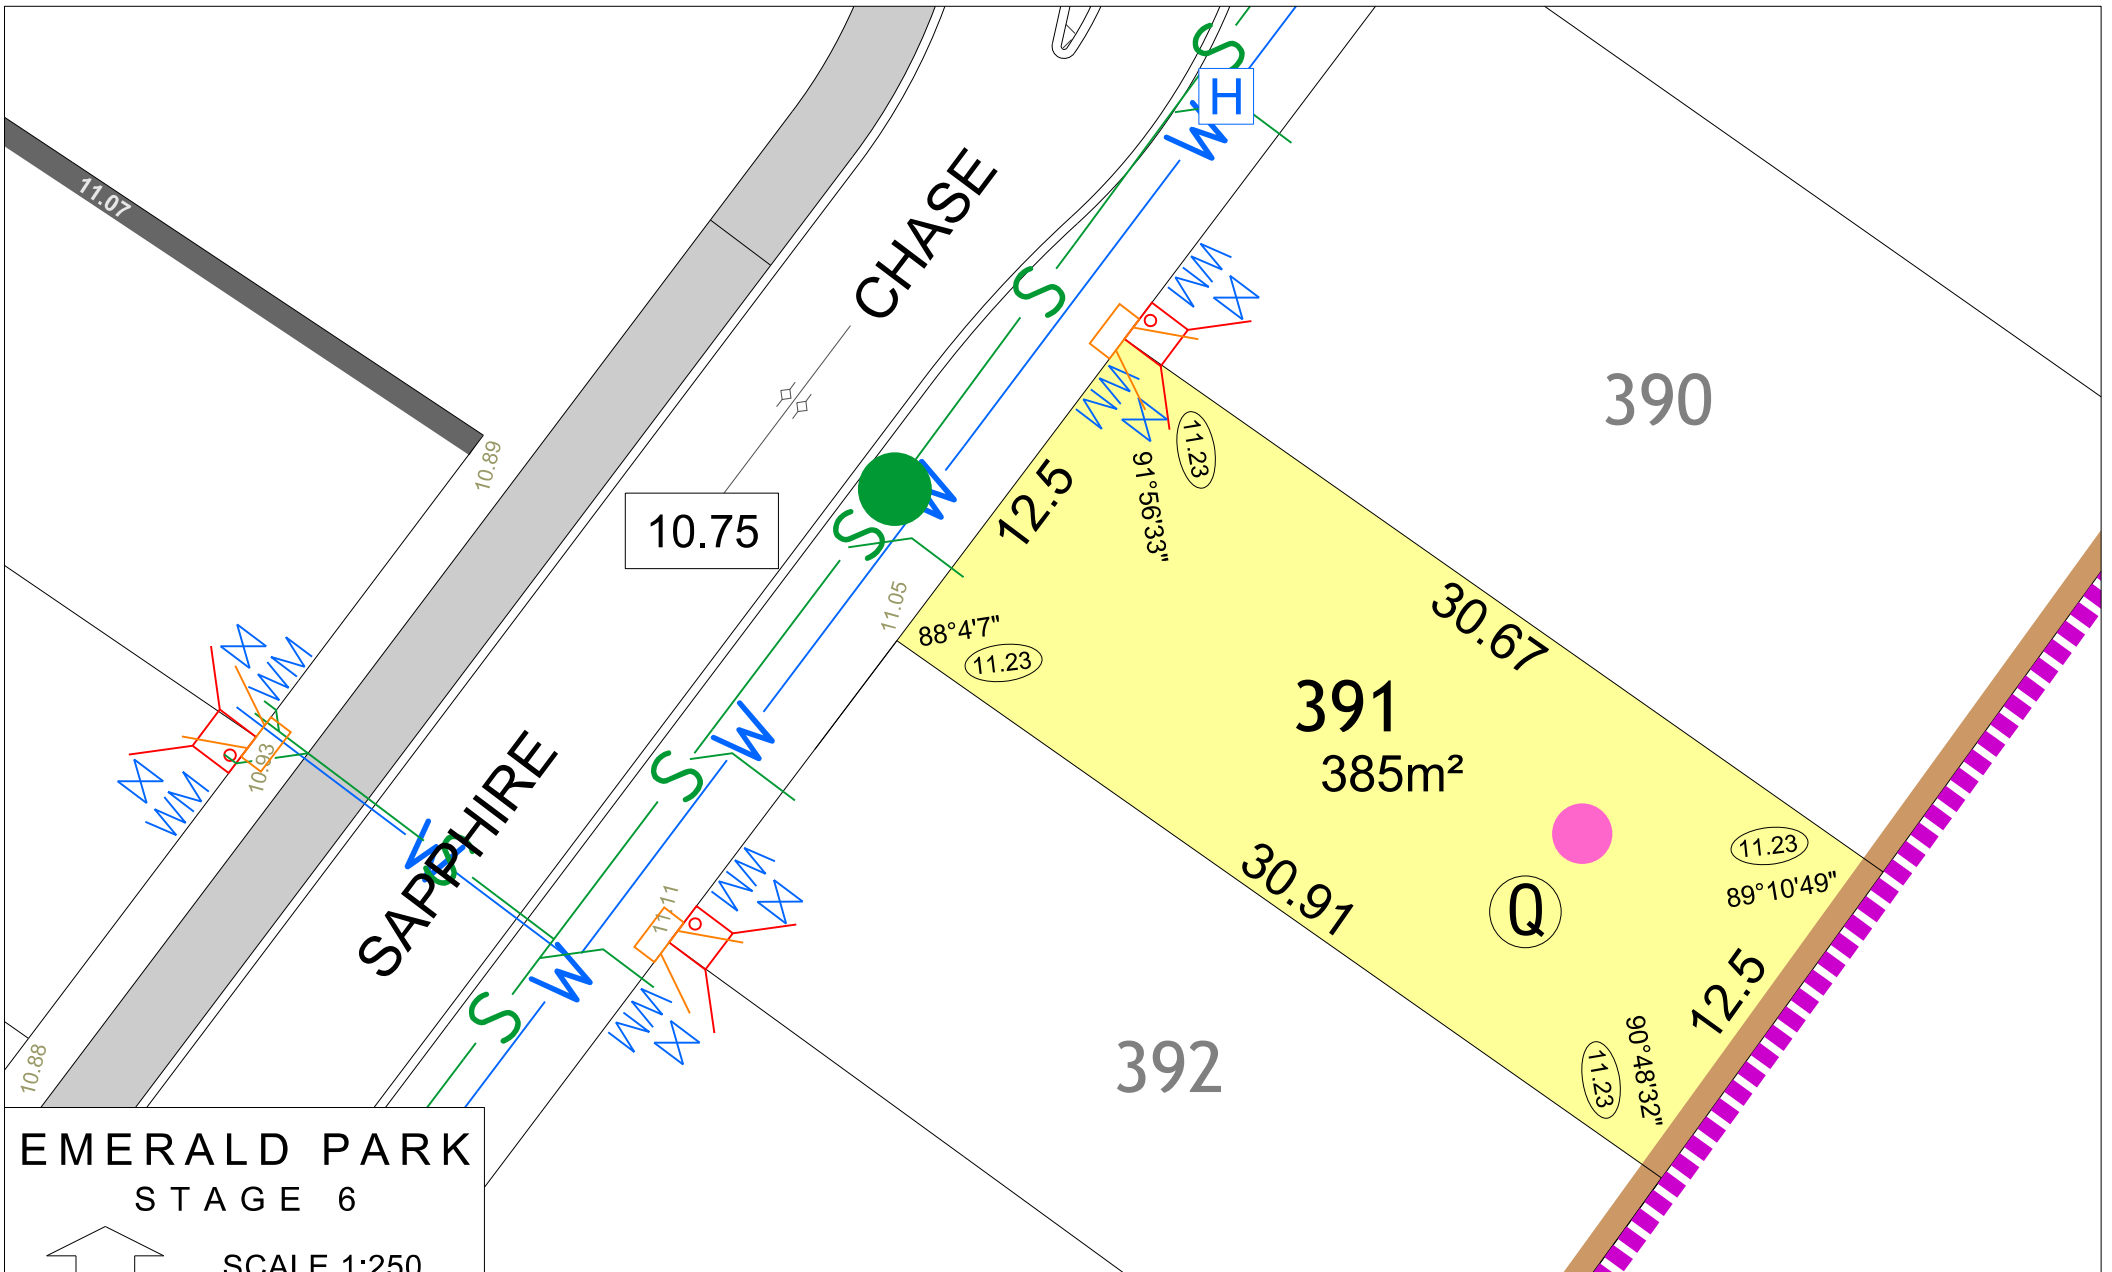 S
H
W
11.07
CHASE
S
390
11.23
91°56'33"
12.5
10.89
W
10.75
S
11.05
88°4'7"
11.23
30.67
391
385m²
S
W
10.93
W
S
SAPPHIRE
11.23
89°10'49"
30.91
Q
11.11
12.5
S
W
392
11.23
90°48'32"
10.88
EMERALD PARK
STAGE 6
SCALE 1:250